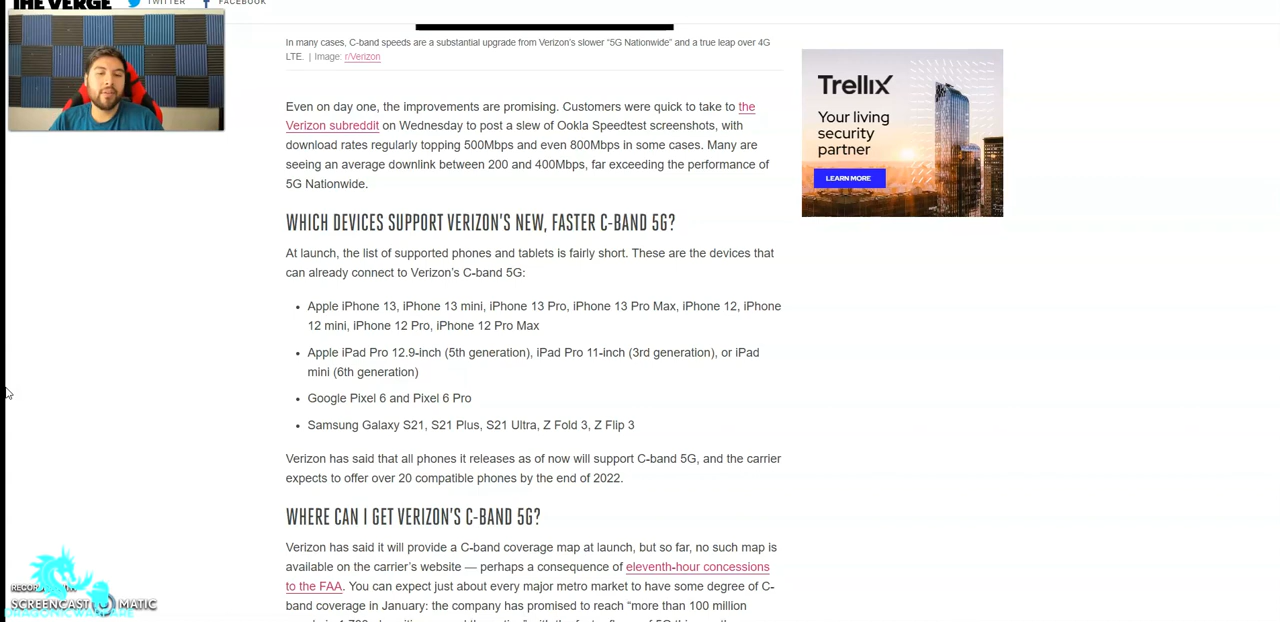 THE VERGE TWITTER FACEBOOK
In many cases, C-band speeds are a substantial upgrade from Verizon's slower “5G Nationwide” and a true leap over 4G
LTE. | Image: r/Verizon
Even on day one, the improvements are promising. Customers were quick to take to the
Verizon subreddit on Wednesday to post a slew of Ookla Speedtest screenshots, with
download rates regularly topping 500Mbps and even 800Mbps in some cases. Many are
seeing an average downlink between 200 and 400Mbps, far exceeding the performance of
5G Nationwide.
Trellix
Your living
security
partner
LEARN MORE
WHICH DEVICES SUPPORT VERIZON'S NEW, FASTER C-BAND 5G?
At launch, the list of supported phones and tablets is fairly short. These are the devices that
can already connect to Verizon's C-band 5G:
• Apple iPhone 13, iPhone 13 mini, iPhone 13 Pro, iPhone 13 Pro Max, iPhone 12, iPhone
12 mini, iPhone 12 Pro, iPhone 12 Pro Max
• Apple iPad Pro 12.9-inch (5th generation), iPad Pro 11-inch (3rd generation), or iPad
mini (6th generation)
• Google Pixel 6 and Pixel 6 Pro
• Samsung Galaxy S21, S21 Plus, S21 Ultra, Z Fold 3, Z Flip 3
Verizon has said that all phones it releases as of now will support C-band 5G, and the carrier
expects to offer over 20 compatible phones by the end of 2022.
WHERE CAN I GET VERIZON'S C-BAND 5G?
Verizon has said it will provide a C-band coverage map at launch, but so far, no such map is
available on the carrier's website — perhaps a consequence of eleventh-hour concessions
to the FAA. You can expect just about every major metro market to have some degree of C-
band coverage in January: the company has promised to reach “more than 100 million
SCREENCAST MATIC